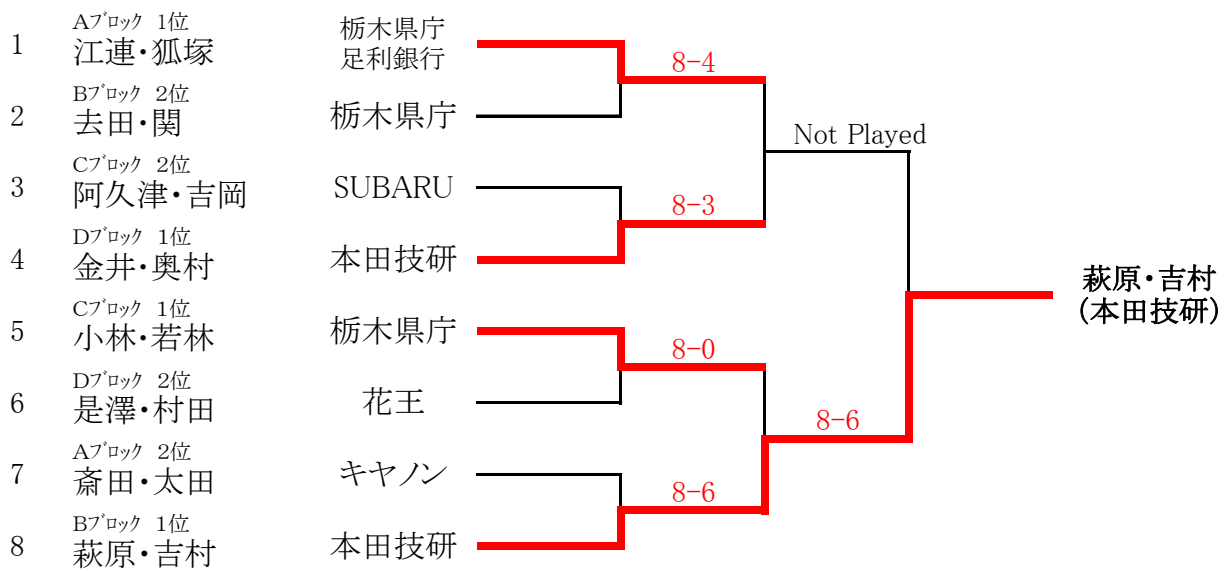 Aブロック 1位
1 江連・狐塚 栃木県庁
足利銀行
8-4
Bブロック 2位
2 去田・関 栃木県庁
Not Played
Cブロック 2位
3 阿久津・吉岡 SUBARU
8-3
Dブロック 1位
4 金井・奥村 本田技研
萩原・吉村
(本田技研)
Cブロック 1位
5 小林・若林 栃木県庁
8-0
Dブロック 2位
6 是澤・村田 花王
8-6
Aブロック 2位
7 斎田・太田 キヤノン
8-6
Bブロック 1位
8 萩原・吉村 本田技研